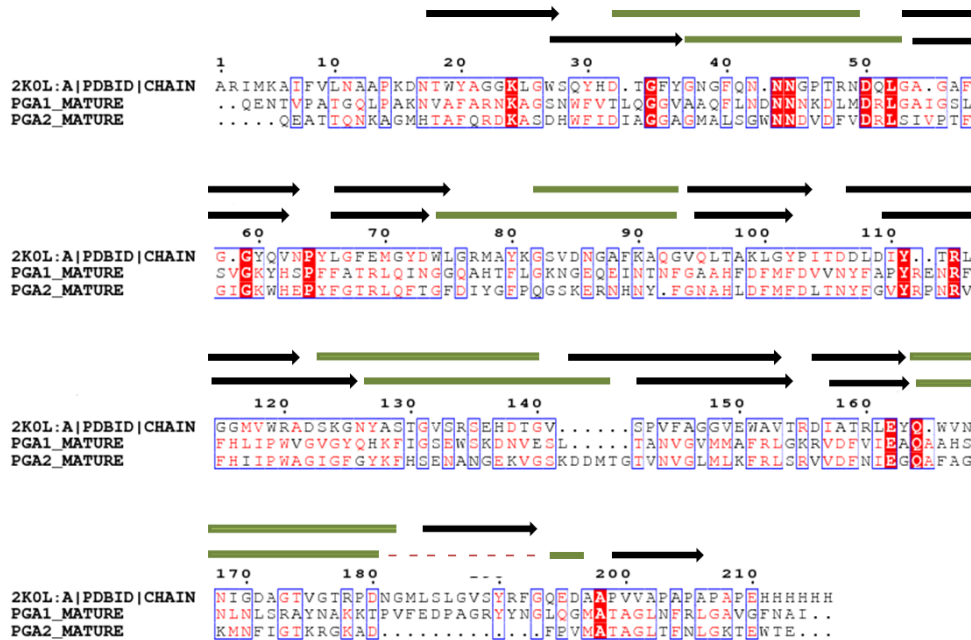 1 10 20 30 40 50
2K0L:A|PDBID|CHAIN ARIMKAIFVLNAAPKDNTWYAGGKLGWSQYHD.TGFYGNGFQN.NNGPTRNDQLGA.GAF
PGA1_MATURE ..QENTVPATGQLPAKNVAFARNKAGSNWFVTLQGGVAAQFLNDNNNKDLMDRLGAIGSL
PGA2_MATURE .....QEATTQNKAGMHTAFQRDKASDHWFIDIAGGAGMALSGWNNDVDFVDRLSIVPTF
60 70 80 90 100 110
2K0L:A|PDBID|CHAIN G.GYQVNPYLGFEMGYDWLGRMAYKGSVDNGAFKAQGVQLTAKLGYPITDDLDIY..TRL
PGA1_MATURE SVGKYHSPFFATRLQINGGQAHTFLGKNGEQEINTNFGAAHFDFMFDVVNYFAPYRENRF
PGA2_MATURE GIGKWHEPYFGTRLQFTGFDIYGFPQGSKERNHNY.FGNAHLDFMFDLTNYFGVYRPNRV
120 130 140 150 160
2K0L:A|PDBID|CHAIN GGMVWRADSKGNYASTGVSRSEHDTGV......SPVFAGGVEWAVTRDIATRLEYQ.WVN
PGA1_MATURE FHLIPWVGVGYQHKFIGSEWSKDNVESL.....TANVGVMMAFRLGKRVDFVIEAQAAHS
PGA2_MATURE FHIIPWAGIGFGYKFHSENANGEKVGSKDDMTGTVNVGLMLKFRLSRVVDFNIEGQAFAG
170 180 200 210
2K0L:A|PDBID|CHAIN NIGDAGTVGTRPDNGMLSLGVSYRFGQEDAAPVVAPAPAPAPEHHHHHH
PGA1_MATURE NLNLSRAYNAKKTPVFEDPAGRYYNGLQGMATAGLNFRLGAVGFNAI..
PGA2_MATURE KMNFIGTKRGKAD.............FPVMATAGLTFNLGKTEWTE...